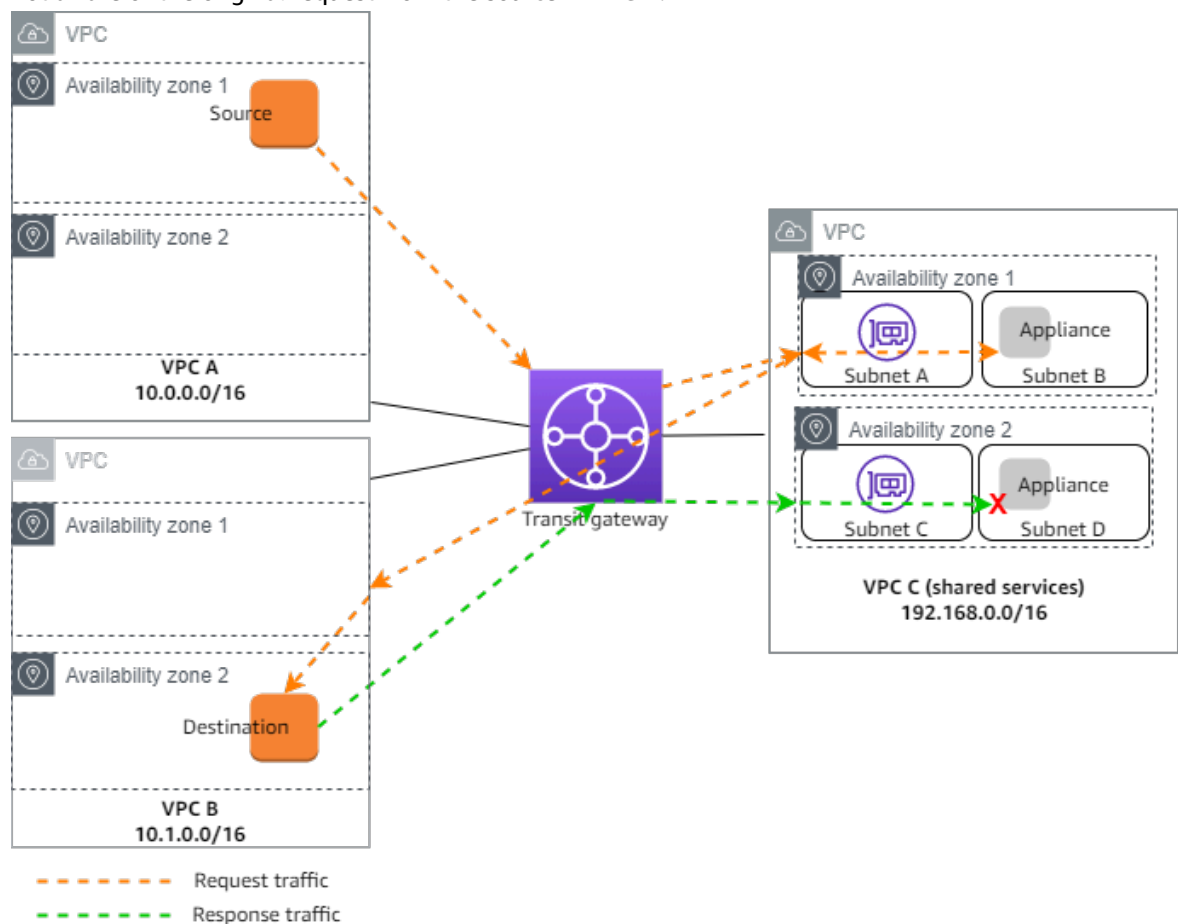 VPC
Availability zone 1
Source
Availability zone 2
VPC A
10.0.0.0/16
VPC
Availability zone 1
Availability zone 2
Destination
VPC B
10.1.0.0/16
Transit gateway
VPC
Availability zone 1
Appliance
Subnet A
Subnet B
Availability zone 2
Appliance
X
Subnet C
Subnet D
VPC C (shared services)
192.168.0.0/16
Request traffic
Response traffic